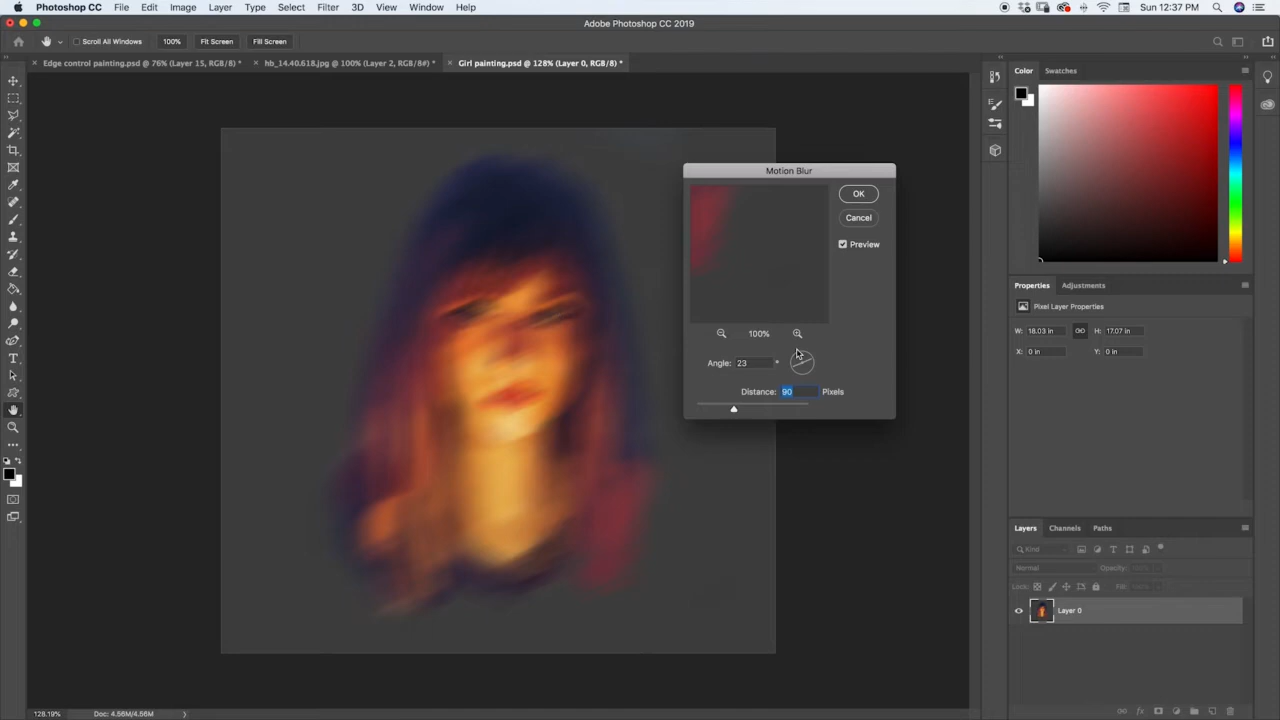 Photoshop CC File Edit Image Layer Type Select Filter 3D View Window Help Sun 12:37 PM
Adobe Photoshop CC 2019
Scroll All Windows 100% Fit Screen Fill Screen
Edge control painting.psd @ 76% (Layer 15, RGB/8) * hb_14.40.618.jpg @ 100% (Layer 2, RGB/8#) * Girl painting.psd @ 128% (Layer 0, RGB/8) *
Color Swatches
Motion Blur
OK
Cancel
Preview
100%
Angle: 23 °
Distance: 90 Pixels
Properties Adjustments
Pixel Layer Properties
W: 18.03 in H: 17.07 in
X: 0 in Y: 0 in
Layers Channels Paths
Kind
Normal Opacity:
Lock: Fill:
Layer 0
128.19% Doc: 4.56M/4.56M